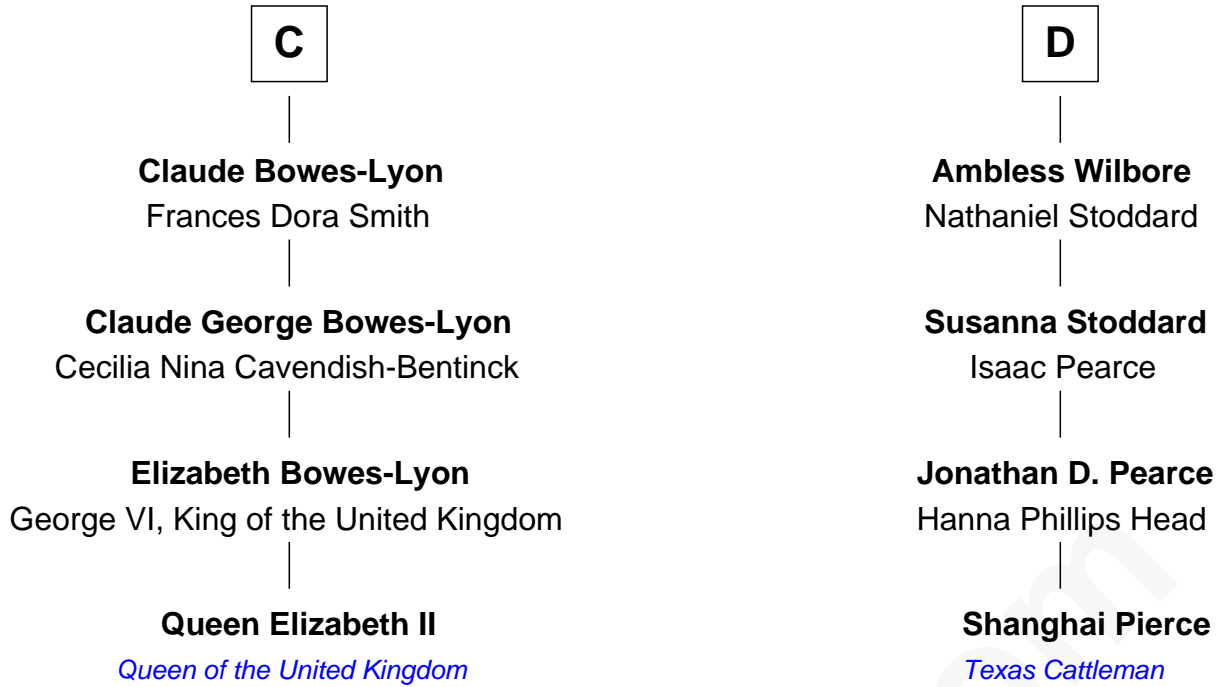 C
Claude Bowes-Lyon
Frances Dora Smith
Claude George Bowes-Lyon
Cecilia Nina Cavendish-Bentinck
Elizabeth Bowes-Lyon
George VI, King of the United Kingdom
Queen Elizabeth II
Queen of the United Kingdom
D
Ambless Wilbore
Nathaniel Stoddard
Susanna Stoddard
Isaac Pearce
Jonathan D. Pearce
Hanna Phillips Head
Shanghai Pierce
Texas Cattleman